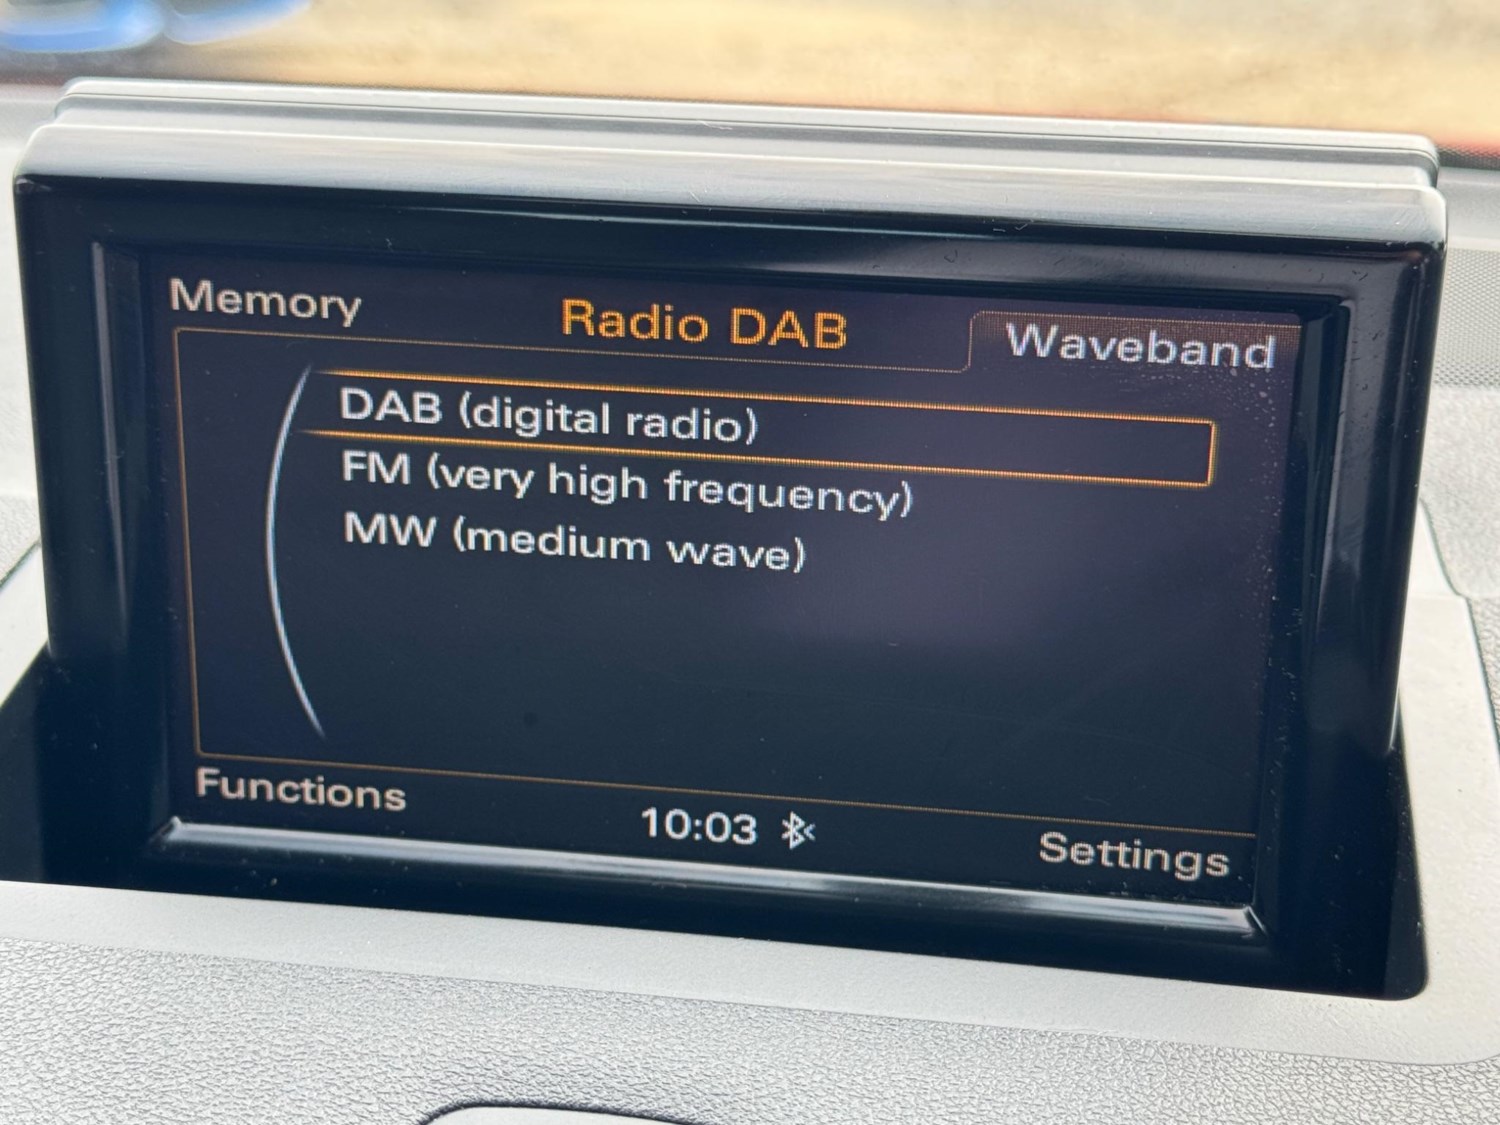 Memory
Radio DAB
Waveband
DAB (digital radio)
FM (very high frequency)
MW (medium wave)
Functions
10:03
Settings